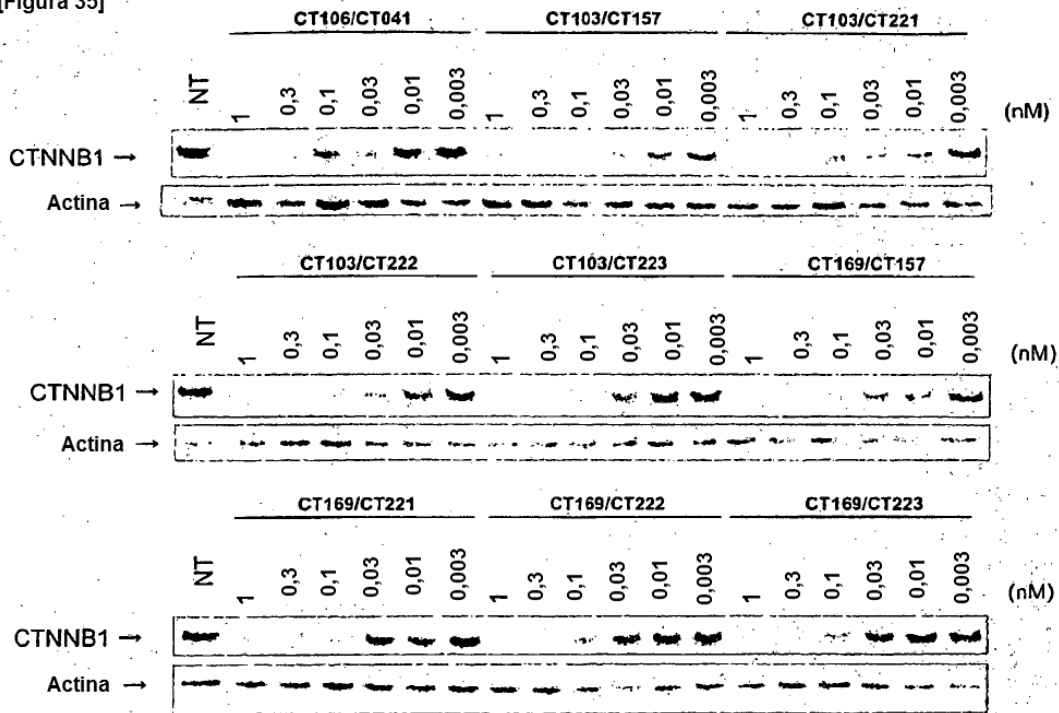 [Figura 35]
CT106/CT041 CT103/CT157 CT103/CT221
NT 1 0,3 0,1 0,03 0,01 0,003 1 0,3 0,1 0,03 0,01 0,003 1 0,3 0,1 0,03 0,01 0,003 (nM)
CTNNB1 →
Actina →
CT103/CT222 CT103/CT223 CT169/CT157
NT 1 0,3 0,1 0,03 0,01 0,003 1 0,3 0,1 0,03 0,01 0,003 1 0,3 0,1 0,03 0,01 0,003 (nM)
CTNNB1 →
Actina →
CT169/CT221 CT169/CT222 CT169/CT223
NT 1 0,3 0,1 0,03 0,01 0,003 1 0,3 0,1 0,03 0,01 0,003 1 0,3 0,1 0,03 0,01 0,003 (nM)
CTNNB1 →
Actina →